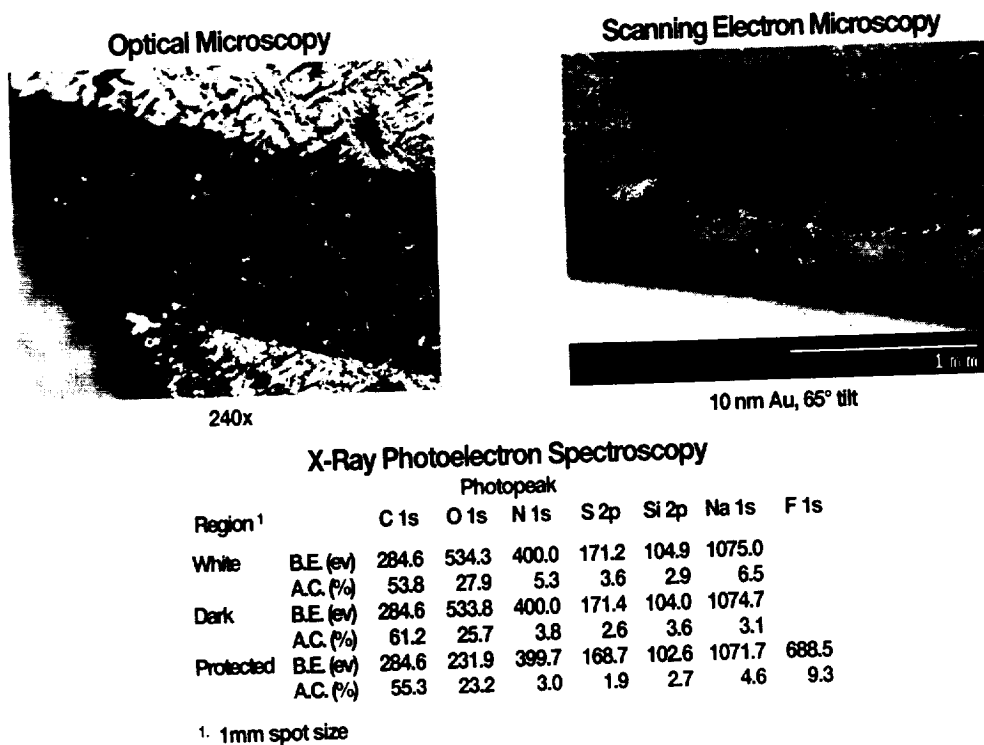 Optical Microscopy
Scanning Electron Microscopy
1 mm
240x
10 nm Au, 65° tilt
X-Ray Photoelectron Spectroscopy
Photopeak
Region 1 C 1s O 1s N 1s S 2p Si 2p Na 1s F 1s
White B.E. (ev) 284.6 534.3 400.0 171.2 104.9 1075.0
A.C. (%) 53.8 27.9 5.3 3.6 2.9 6.5
Dark B.E. (ev) 284.6 533.8 400.0 171.4 104.0 1074.7
A.C. (%) 61.2 25.7 3.8 2.6 3.6 3.1
Protected B.E. (ev) 284.6 231.9 399.7 168.7 102.6 1071.7 688.5
A.C. (%) 55.3 23.2 3.0 1.9 2.7 4.6 9.3
1. 1mm spot size